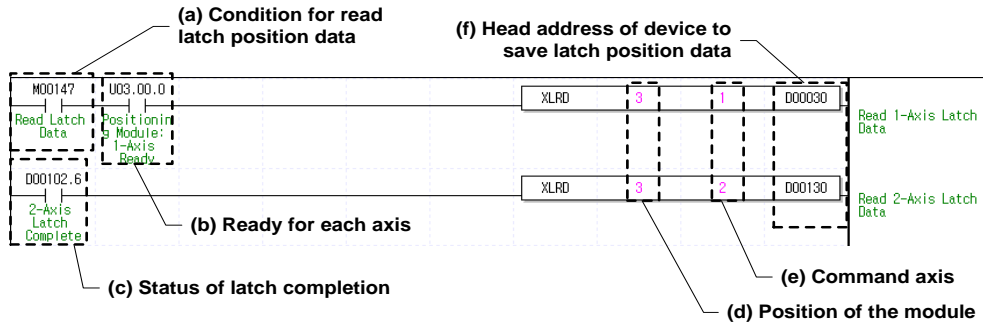 (a) Condition for read
latch position data
(f) Head address of device to
save latch position data
M00147
U03.00.0
XLRD 3 1 D00030
Read Latch
Data
Positionin
g Module:
1-Axis
Ready
Read 1-Axis Latch
Data
D00102.6
XLRD 3 2 D00130
2-Axis
Latch
Complete
Read 2-Axis Latch
Data
(b) Ready for each axis
(c) Status of latch completion
(e) Command axis
(d) Position of the module